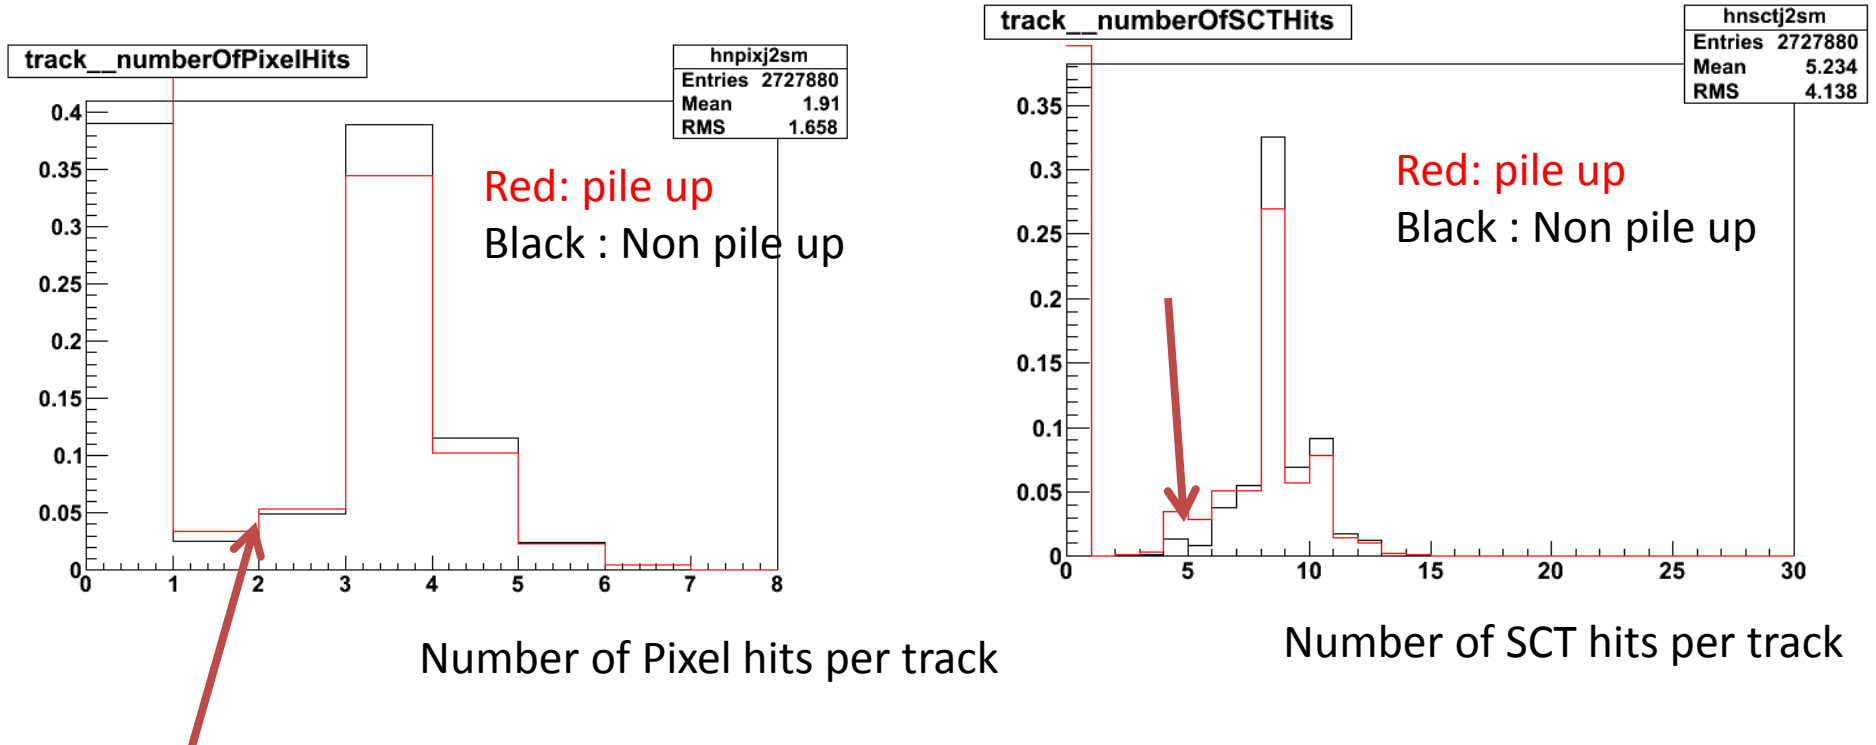 track__numberOfPixelHits
hnpixj2sm
Entries 2727880
Mean 1.91
RMS 1.658
0.4
0.35
0.3
0.25
0.2
0.15
0.1
0.05
0
0 1 2 3 4 5 6 7 8
Red: pile up
Black : Non pile up
Number of Pixel hits per track
track__numberOfSCTHits
hnsctj2sm
Entries 2727880
Mean 5.234
RMS 4.138
0.35
0.3
0.25
0.2
0.15
0.1
0.05
0
0 5 10 15 20 25 30
Red: pile up
Black : Non pile up
Number of SCT hits per track